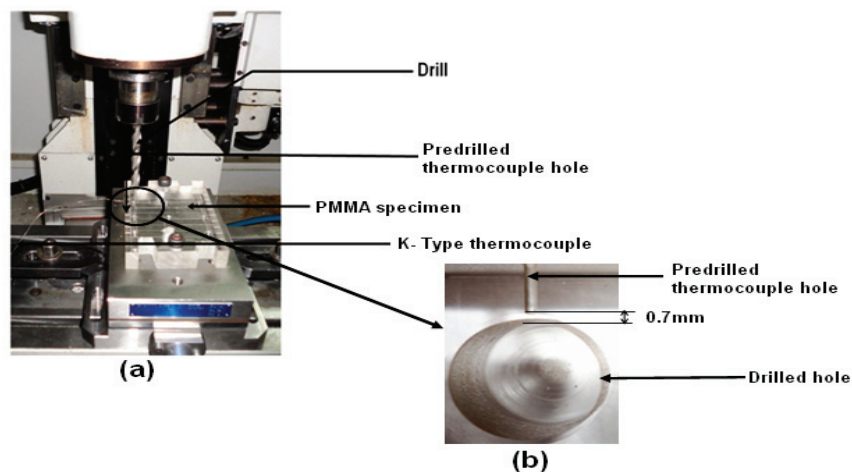 Drill
Predrilled
thermocouple hole
PMMA specimen
K- Type thermocouple
Predrilled
thermocouple hole
0.7mm
Drilled hole
(a)
(b)